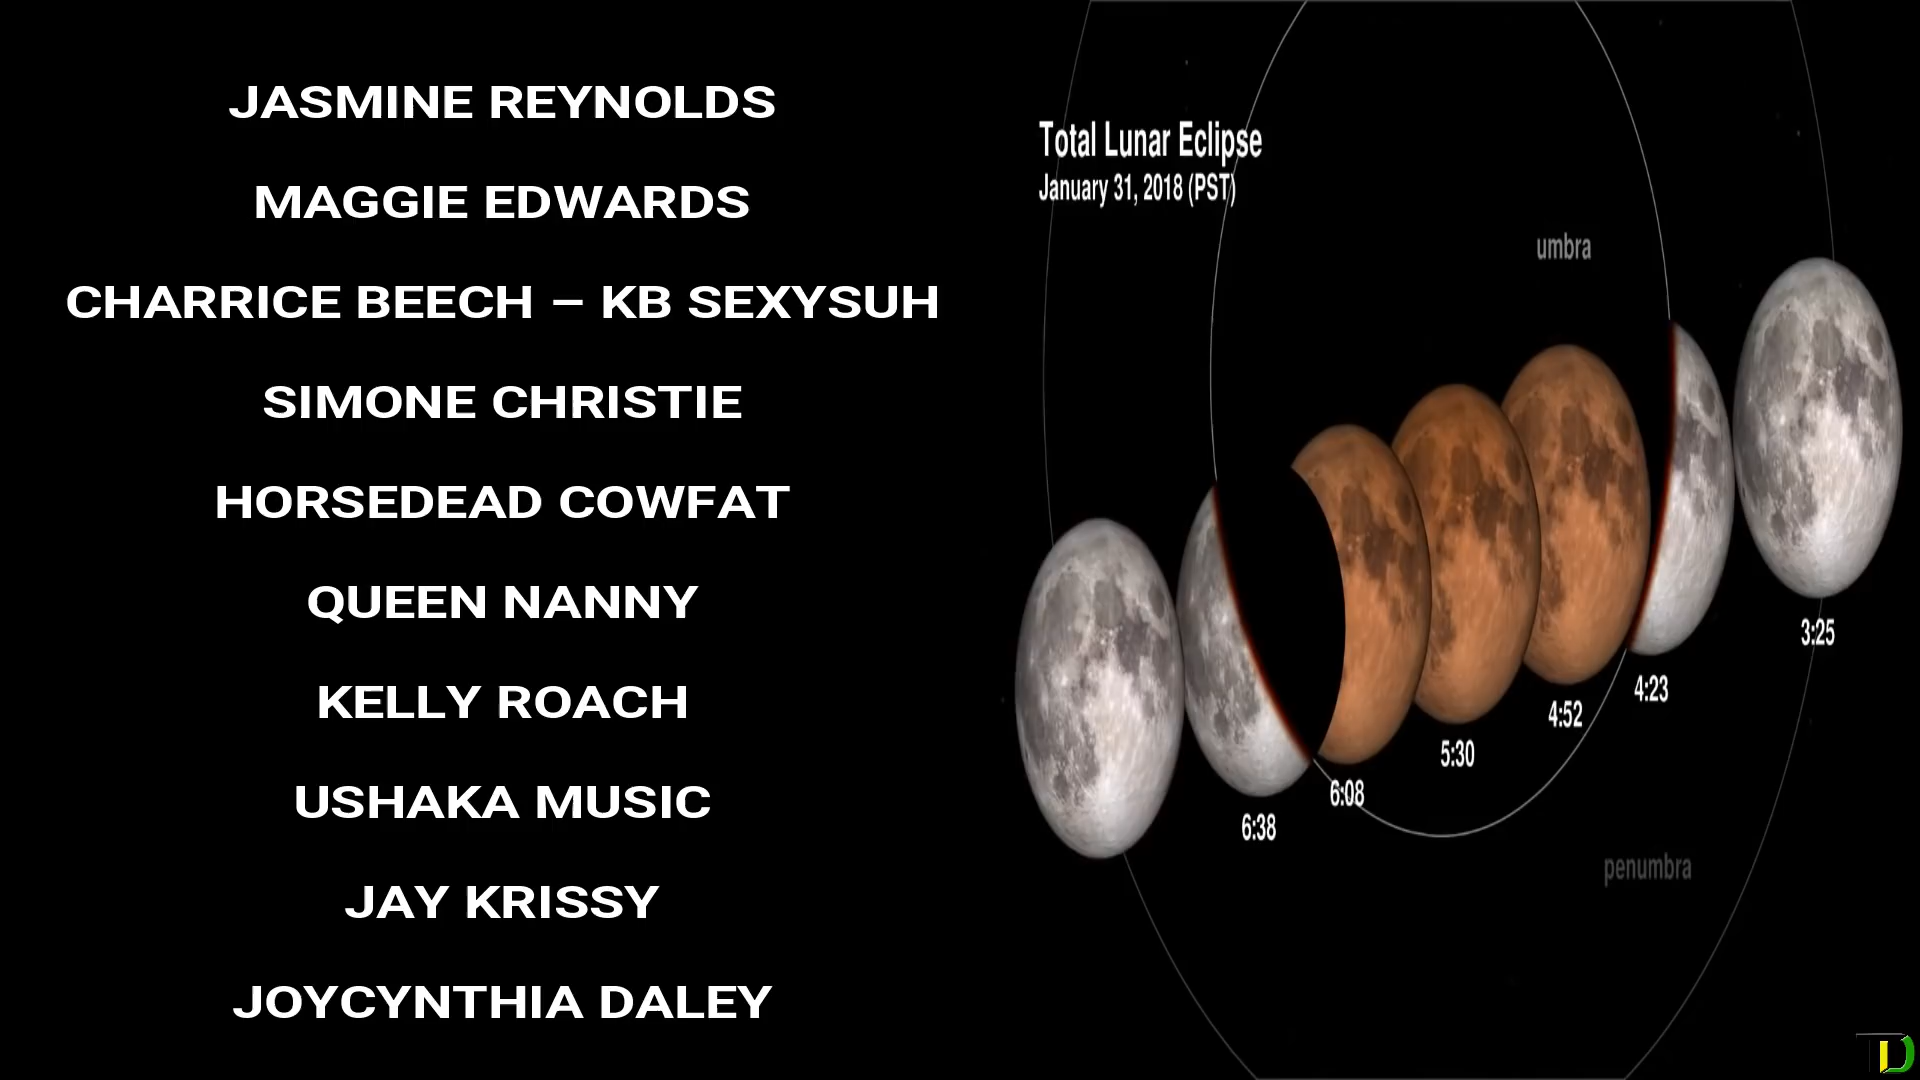 JASMINE REYNOLDS
MAGGIE EDWARDS
CHARRICE BEECH – KB SEXYSUH
SIMONE CHRISTIE
HORSEDEAD COWFAT
QUEEN NANNY
KELLY ROACH
USHAKA MUSIC
JAY KRISSY
JOYCYNTHIA DALEY
Total Lunar Eclipse
January 31, 2018 (PST)
umbra
3:25
4:23
4:52
5:30
6:08
6:38
penumbra
TD